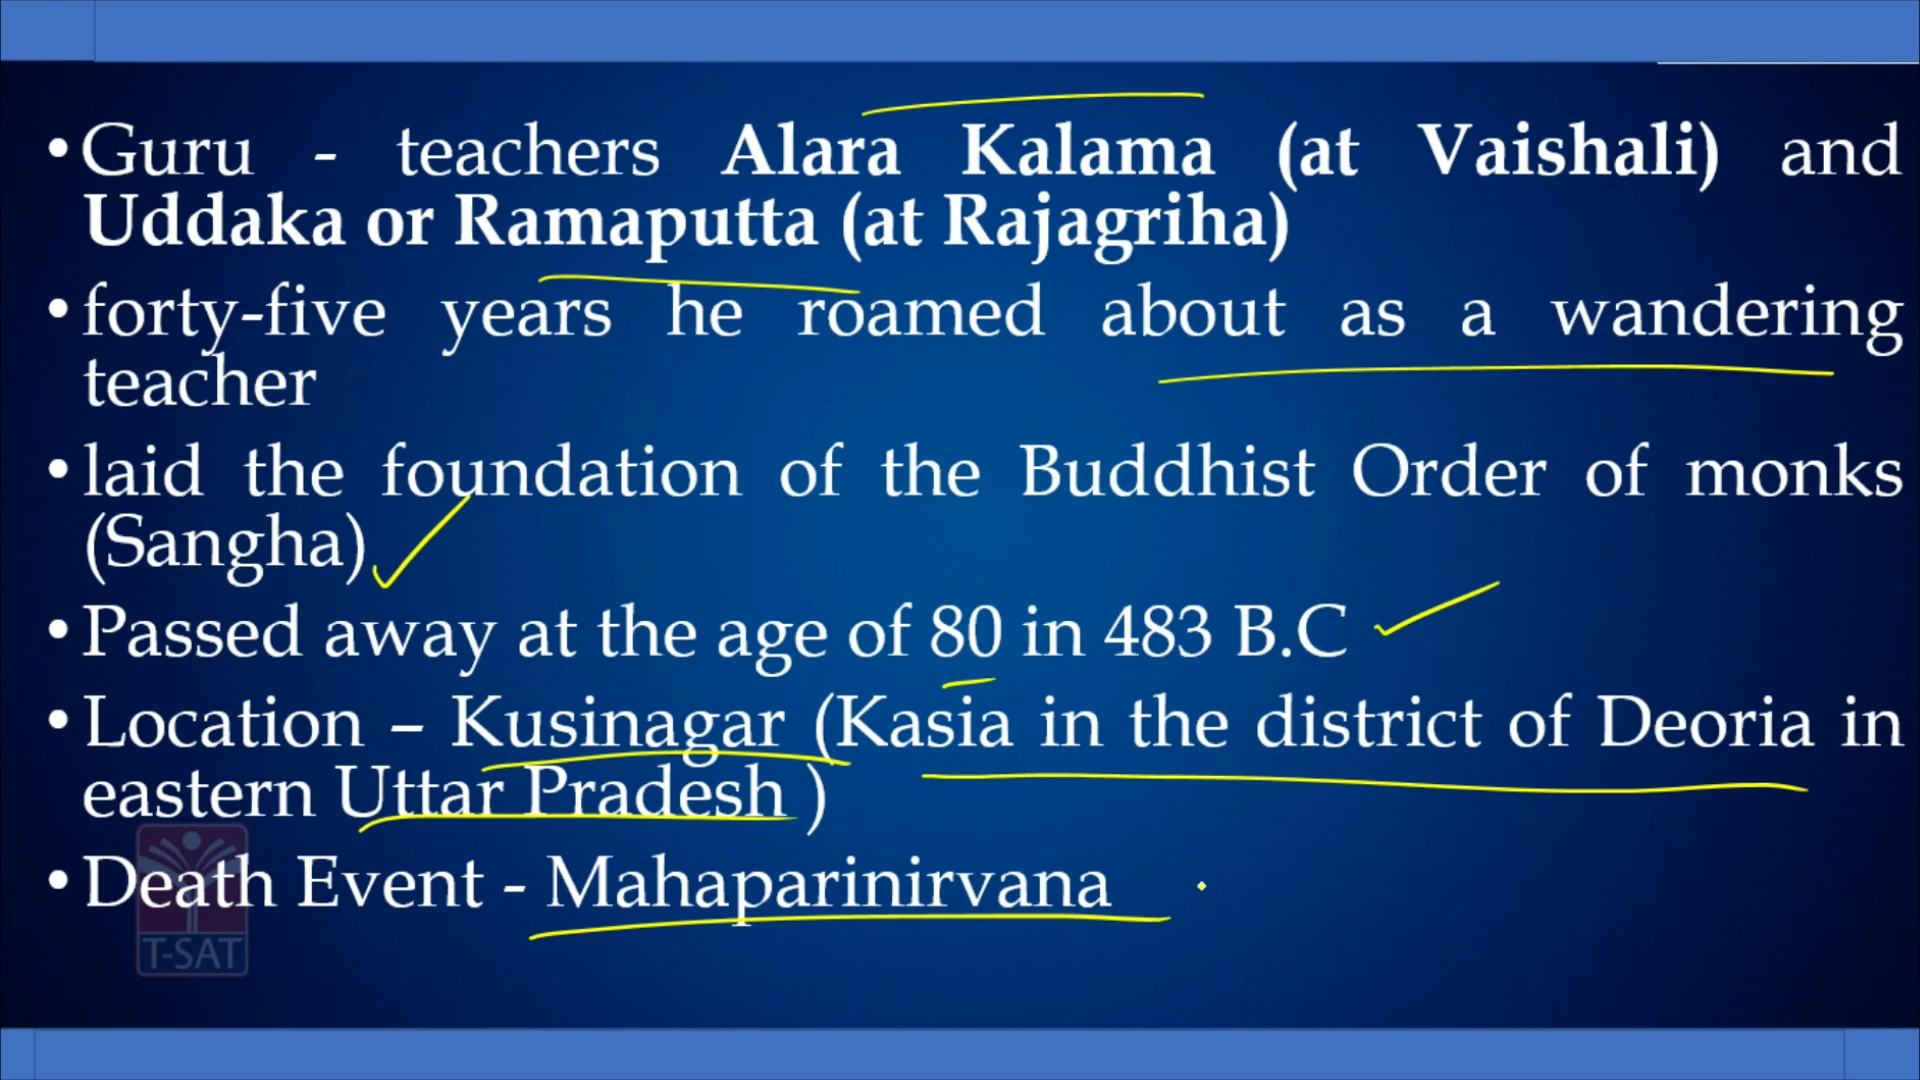 •Guru - teachers Alara Kalama (at Vaishali) and
Uddaka or Ramaputta (at Rajagriha)
•forty-five years he roamed about as a wandering
teacher
•laid the foundation of the Buddhist Order of monks
(Sangha)
•Passed away at the age of 80 in 483 B.C
•Location – Kusinagar (Kasia in the district of Deoria in
eastern Uttar Pradesh )
•Death Event - Mahaparinirvana
T-SAT